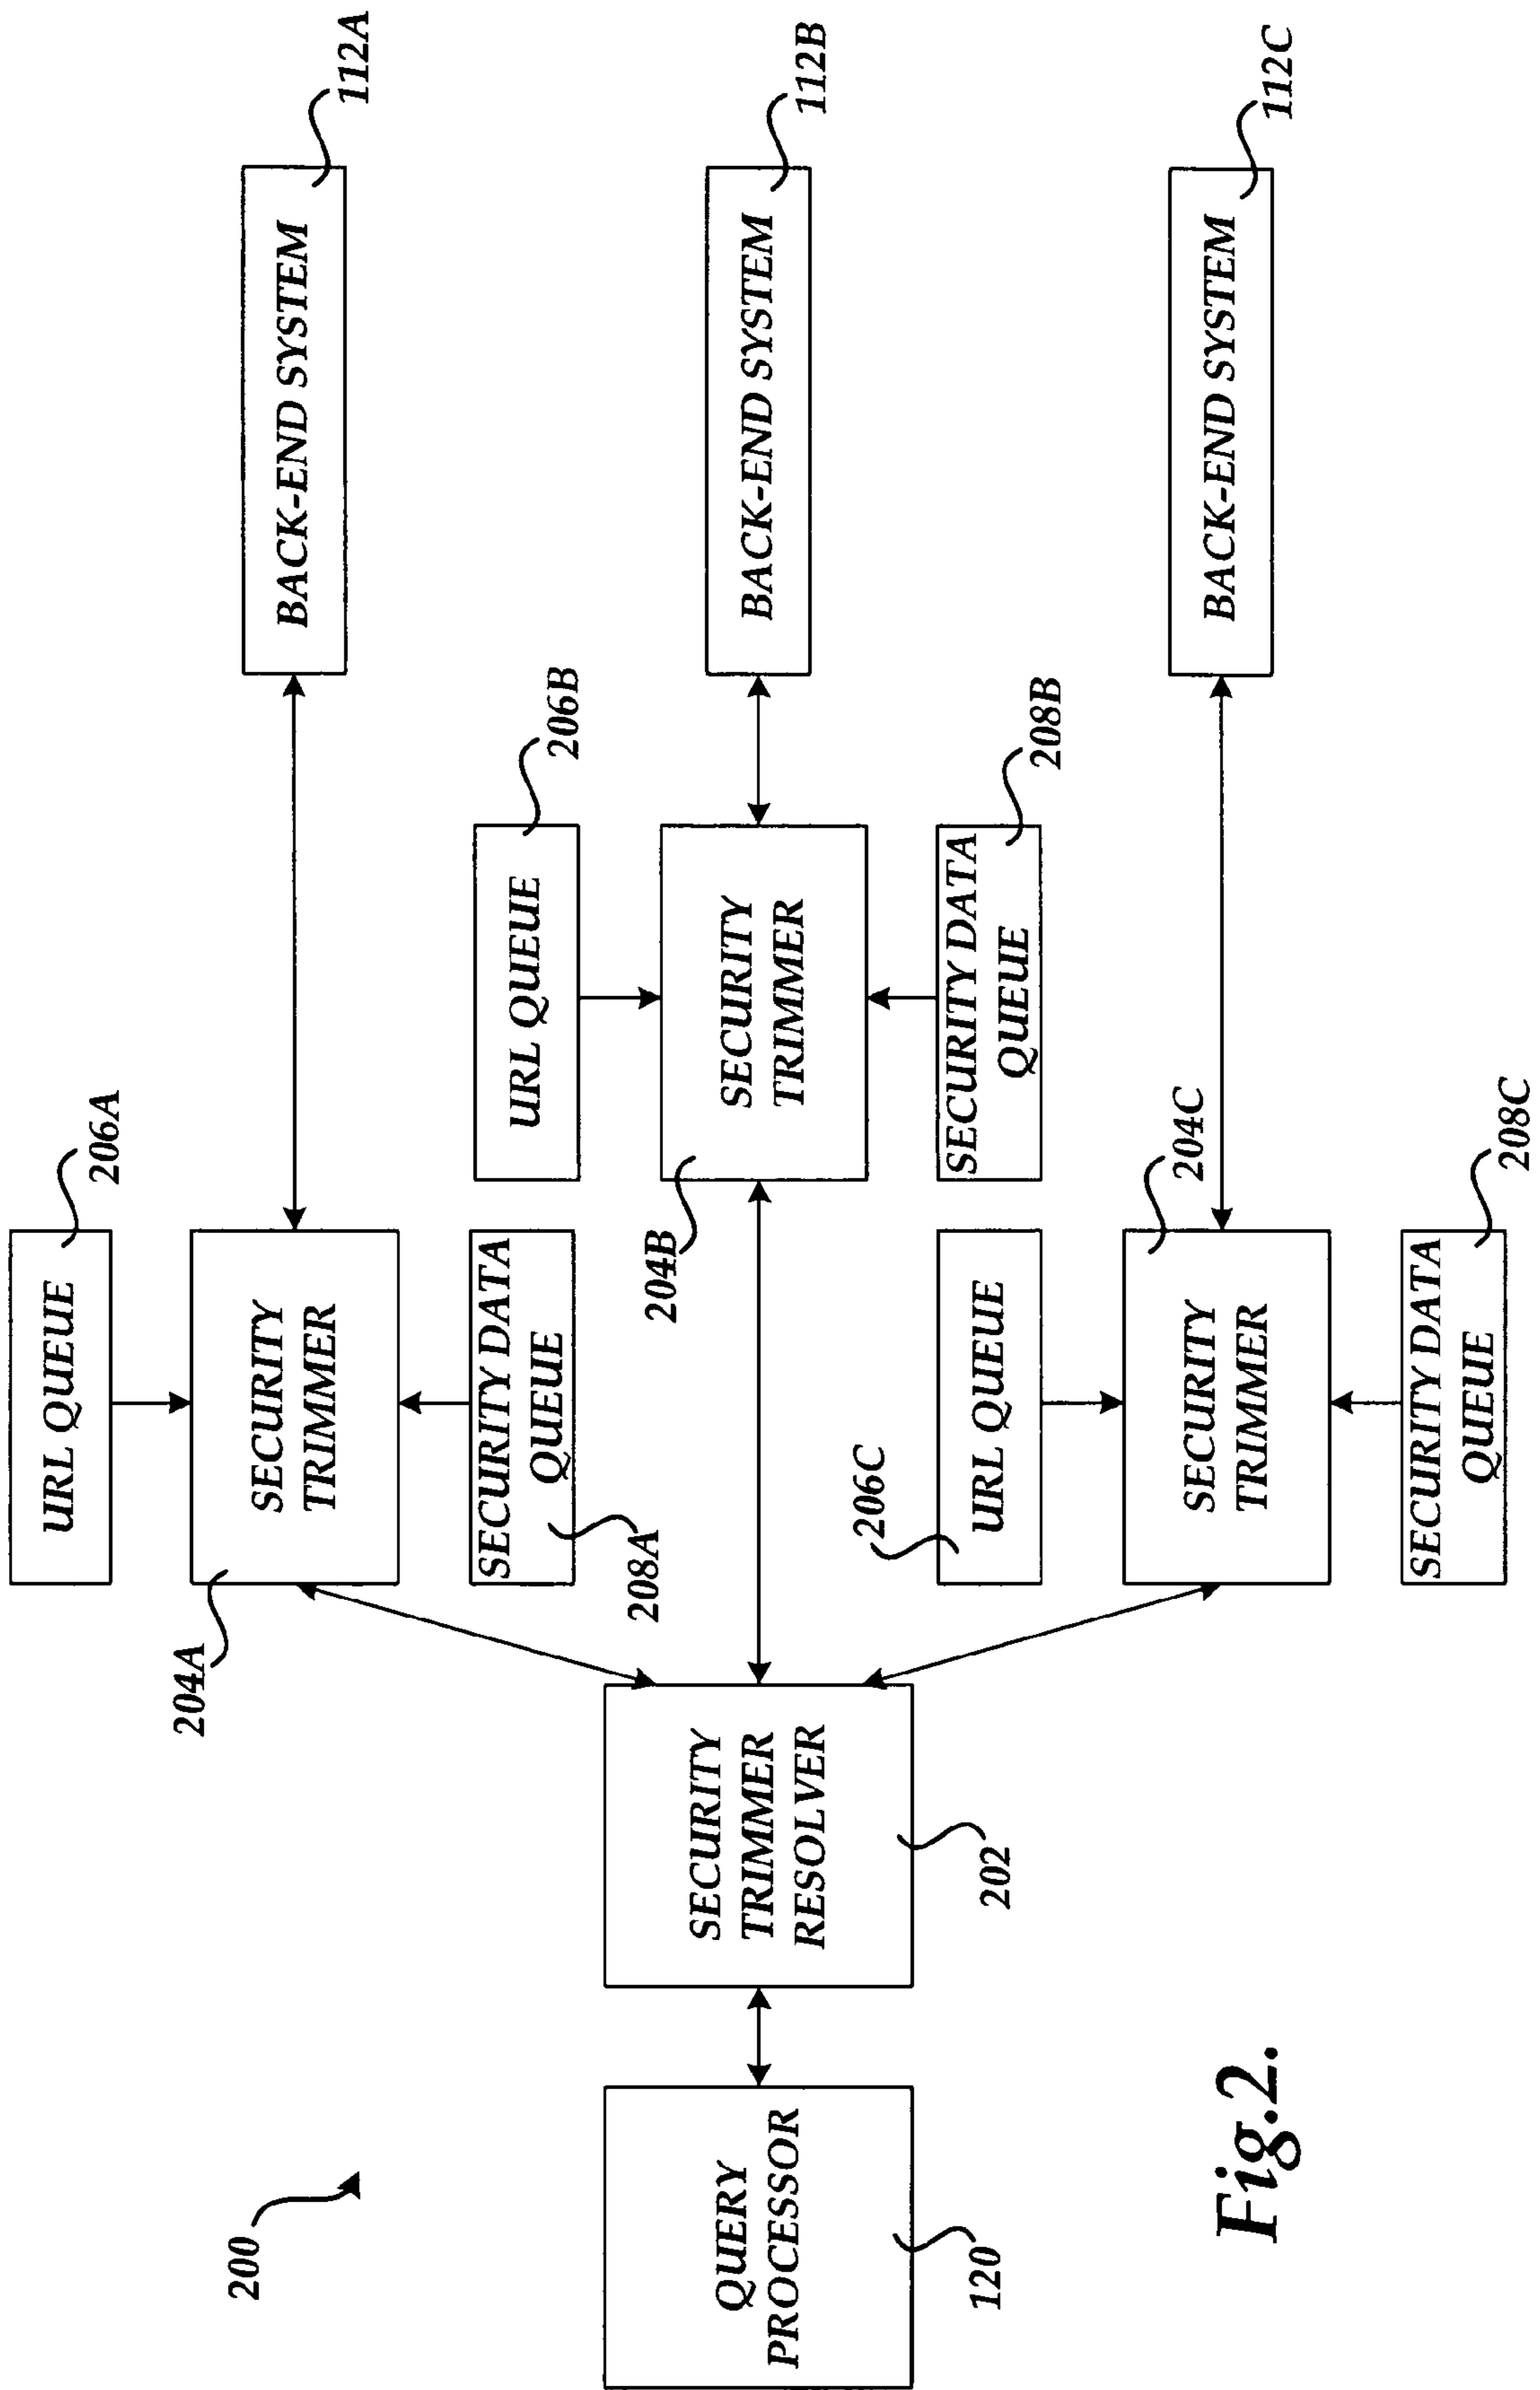 200
QUERY
PROCESSOR
120
SECURITY
TRIMMER
RESOLVER
202
URL QUEUE
206A
SECURITY
TRIMMER
204A
SECURITY DATA
QUEUE
208A
BACK-END SYSTEM
112A
URL QUEUE
206B
SECURITY
TRIMMER
204B
SECURITY DATA
QUEUE
208B
BACK-END SYSTEM
112B
URL QUEUE
206C
SECURITY
TRIMMER
204C
SECURITY DATA
QUEUE
208C
BACK-END SYSTEM
112C
Fig.2.